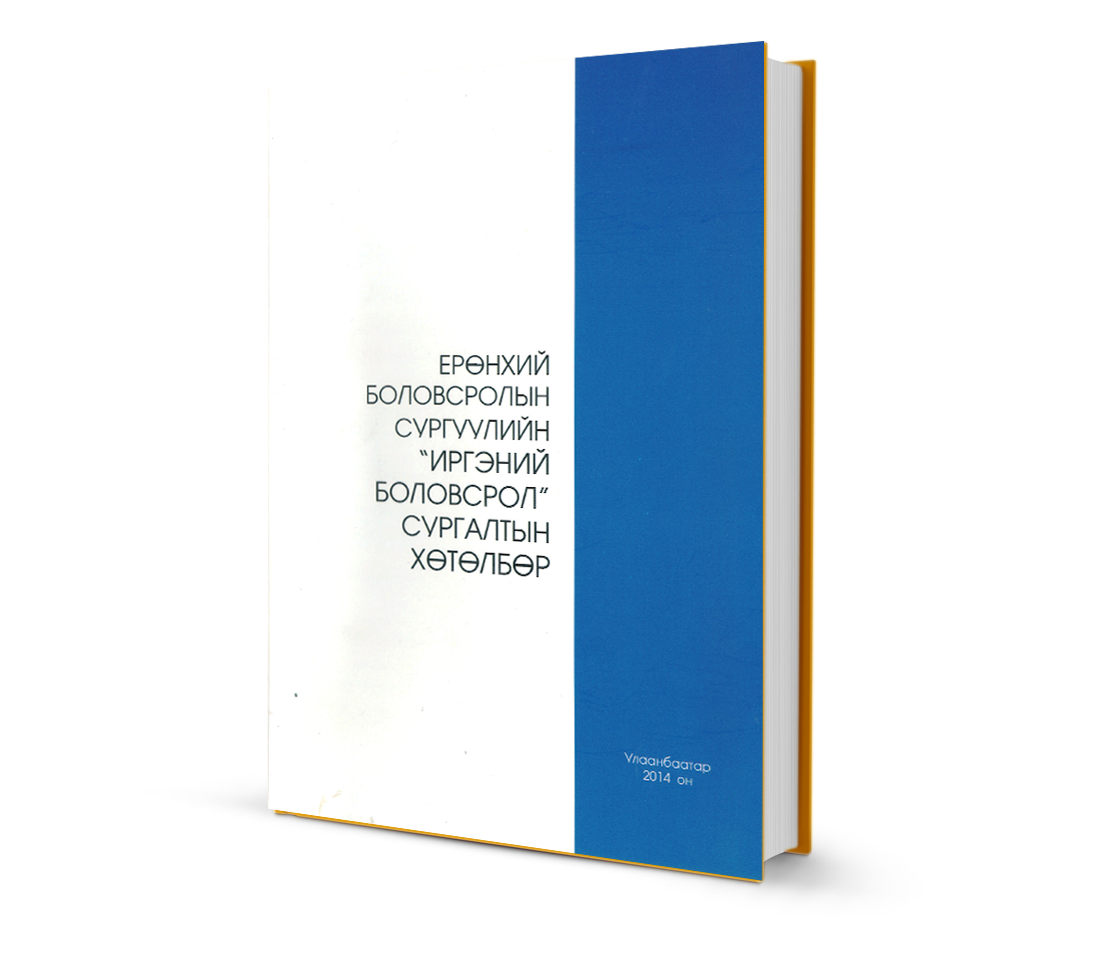 ЕРӨНХИЙ
БОЛОВСРОЛЫН
СУРГУУЛИЙН
“ИРГЭНИЙ
БОЛОВСРОЛ”
СУРГАЛТЫН
ХӨТӨЛБӨР
Улаанбаатар
2014 он